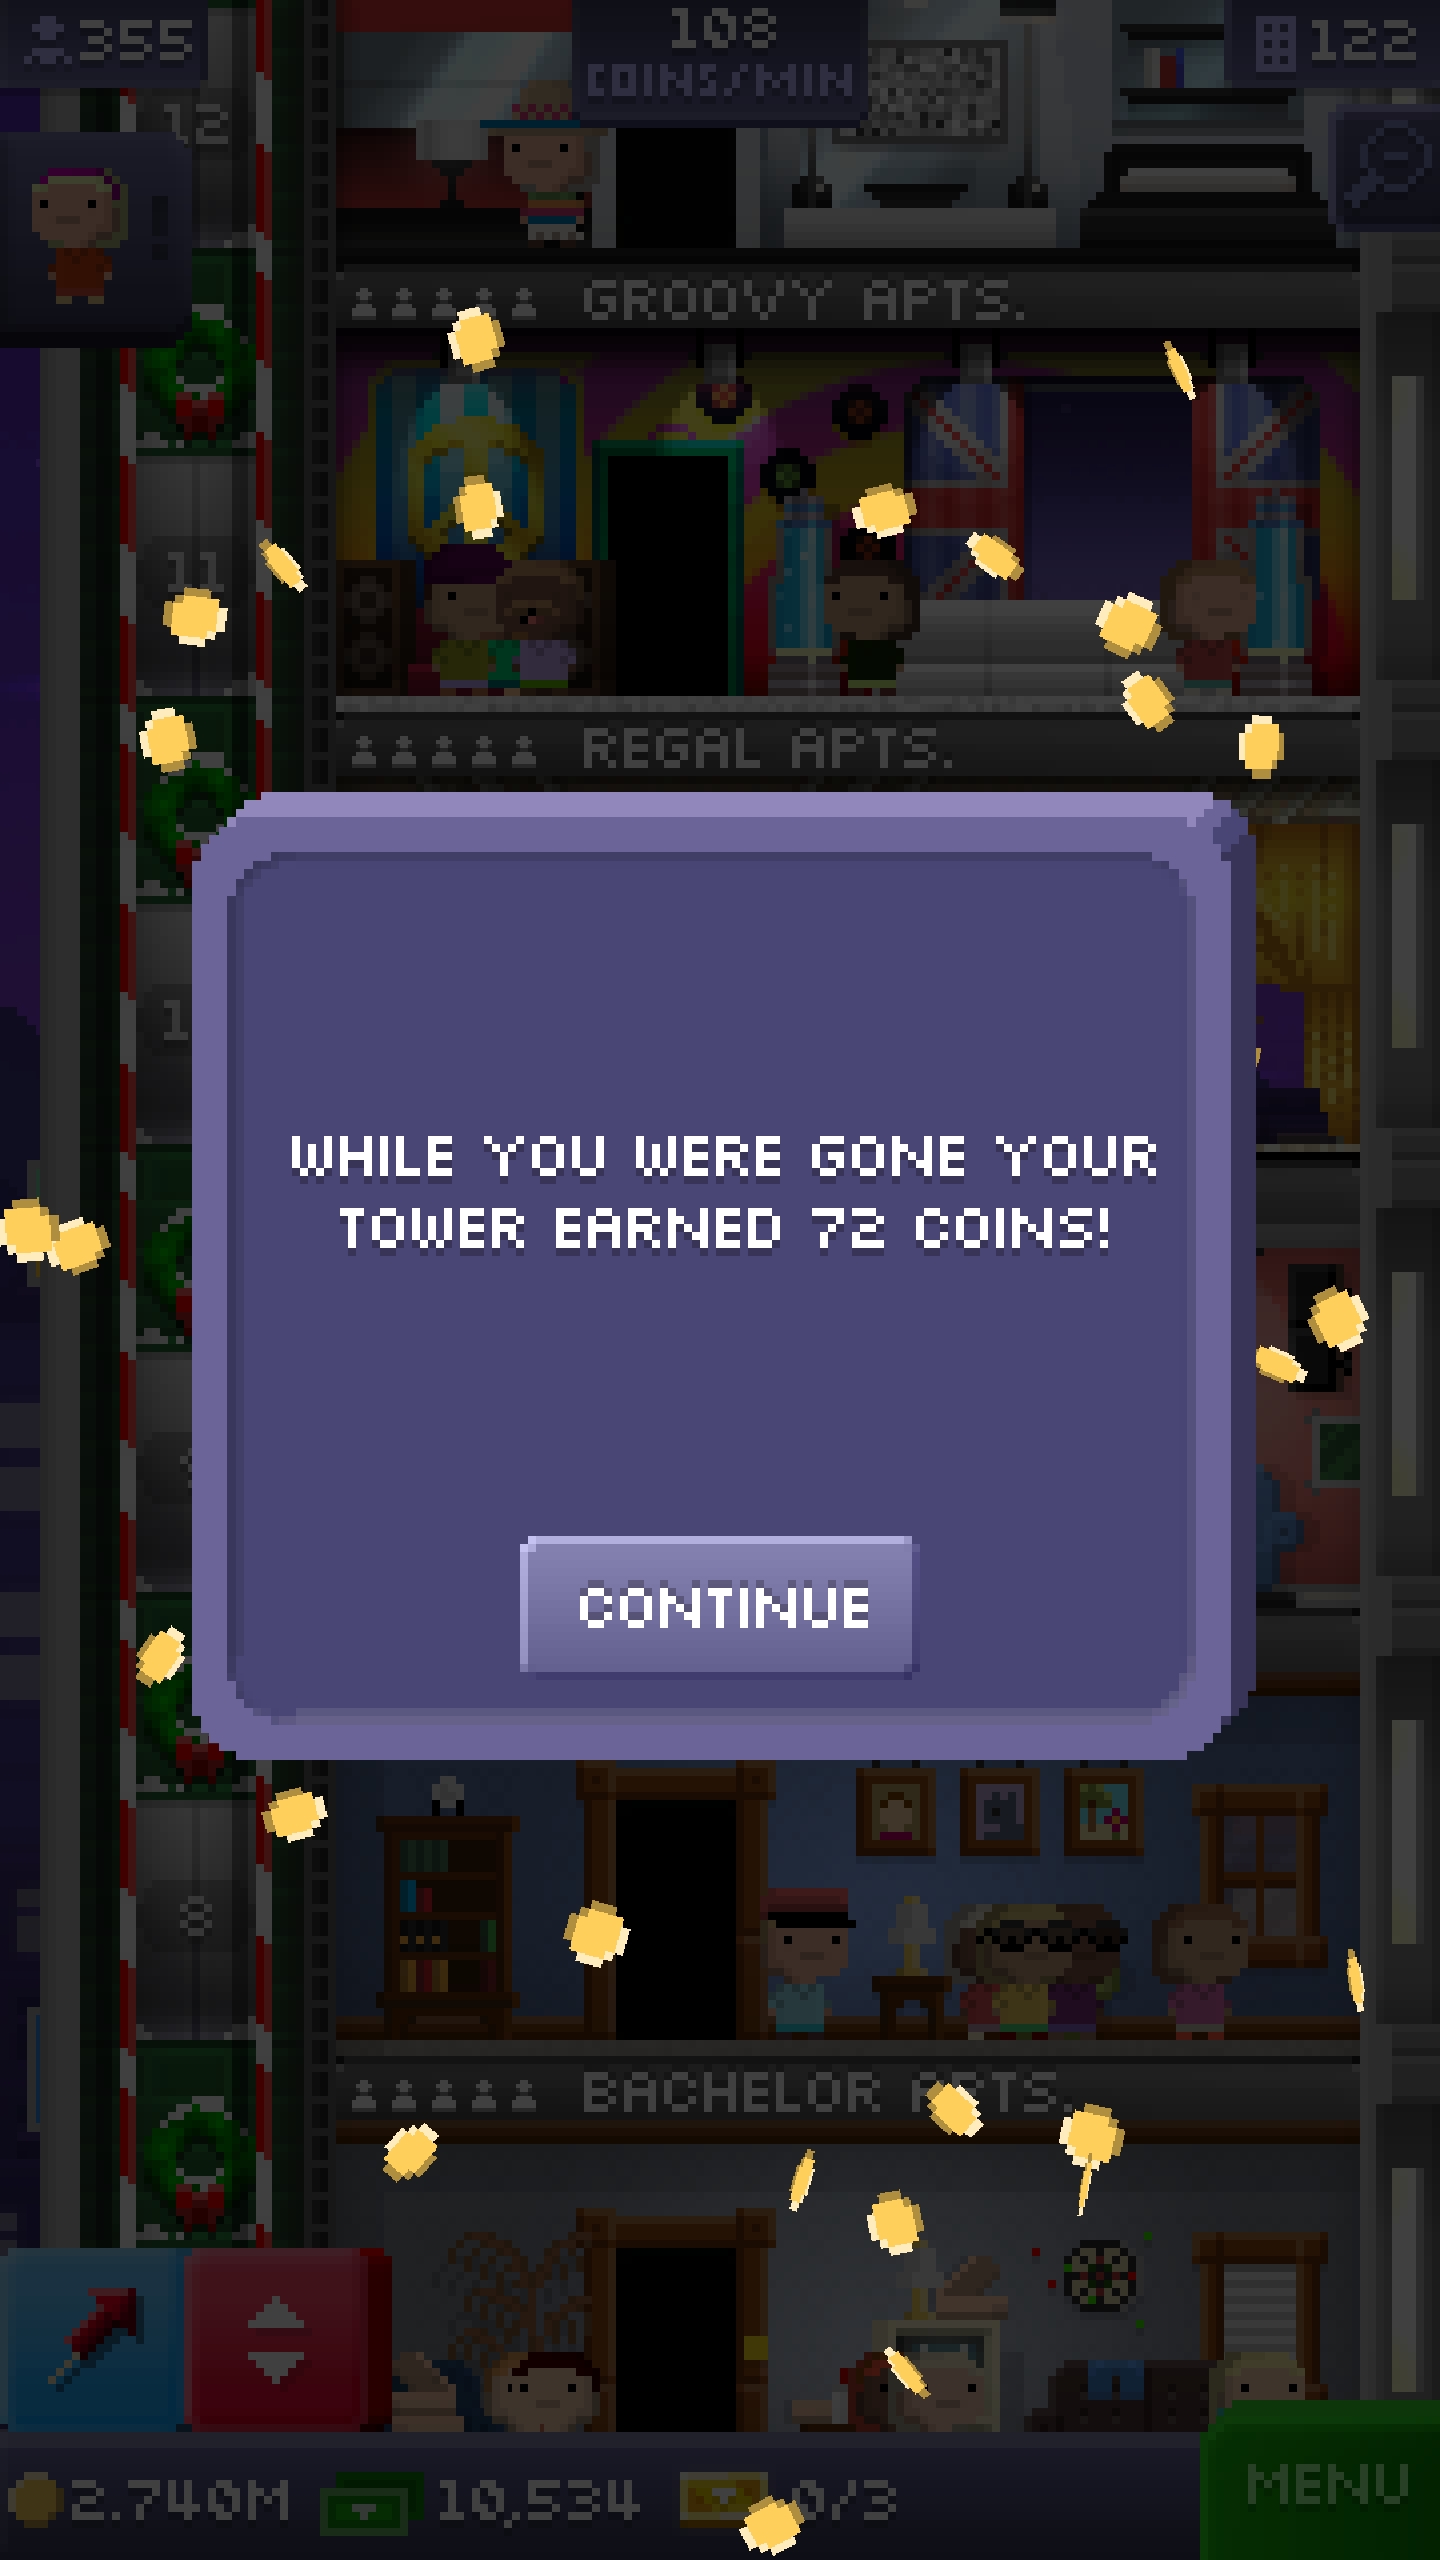 355
108
COINS/MIN
122
12
GROOVY APTS.
11
REGAL APTS.
WHILE YOU WERE GONE YOUR
TOWER EARNED 72 COINS!
CONTINUE
8
BACHELOR APTS.
2.740M
10,534
0/3
MENU